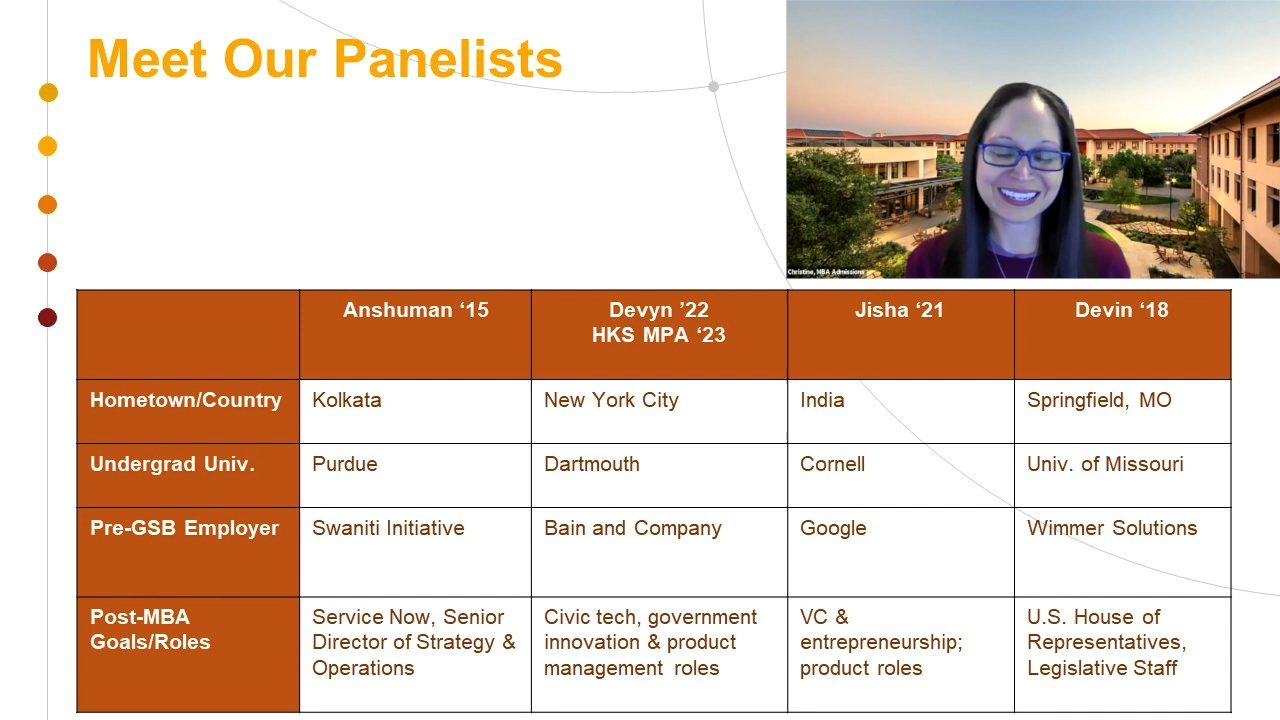 Meet Our Panelists
Christine, MBA Admissions
Anshuman ‘15
Devyn ’22
HKS MPA ‘23
Jisha ‘21
Devin ‘18
Hometown/Country
Kolkata
New York City
India
Springfield, MO
Undergrad Univ.
Purdue
Dartmouth
Cornell
Univ. of Missouri
Pre-GSB Employer
Swaniti Initiative
Bain and Company
Google
Wimmer Solutions
Post-MBA
Goals/Roles
Service Now, Senior
Director of Strategy &
Operations
Civic tech, government
innovation & product
management roles
VC &
entrepreneurship;
product roles
U.S. House of
Representatives,
Legislative Staff